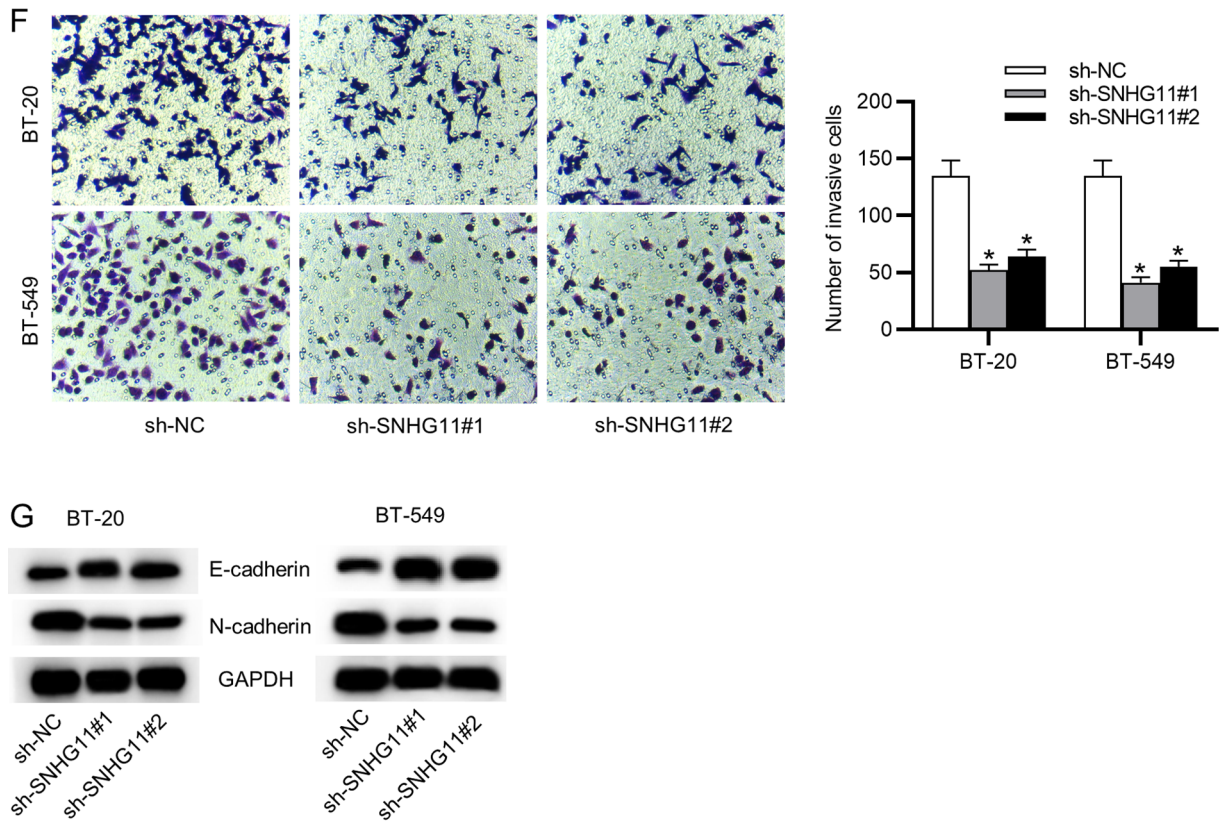 F
BT-20
BT-549
sh-NC
sh-SNHG11#1
sh-SNHG11#2
sh-NC
sh-SNHG11#1
sh-SNHG11#2
Number of invasive cells
200
150
100
50
0
* * * *
BT-20 BT-549
G
BT-20 BT-549
E-cadherin
N-cadherin
GAPDH
sh-NC
sh-SNHG11#1
sh-SNHG11#2
sh-NC
sh-SNHG11#1
sh-SNHG11#2